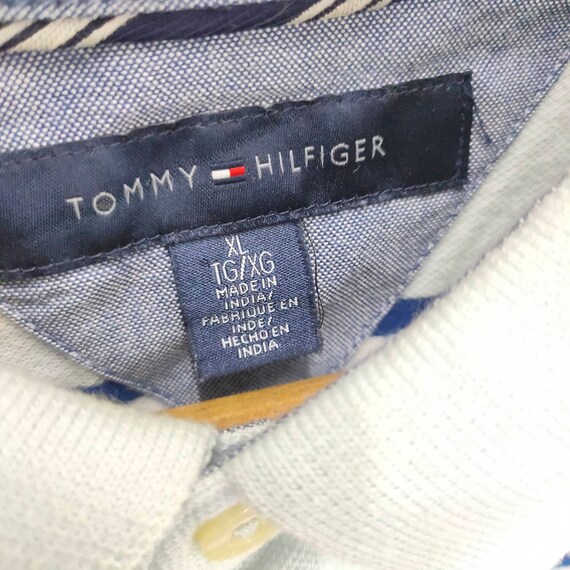 TOMMY HILFIGER
XL
TG/XG
MADE IN
INDIA/
FABRIQUE EN
INDE/
HECHO EN
INDIA